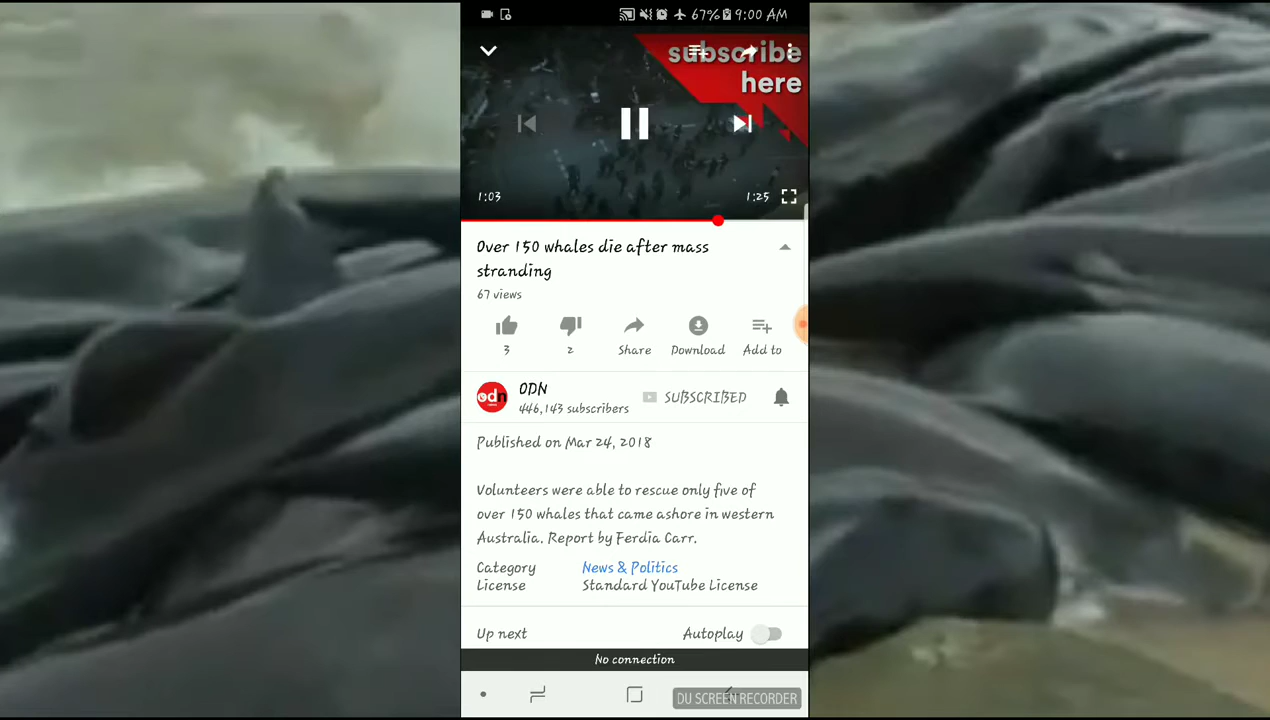 67% 9:00 AM
subscribe
here
1:03
1:25
Over 150 whales die after mass
stranding
67 views
3
2
Share
Download
Add to
odn
ODN
446,143 subscribers
SUBSCRIBED
Published on Mar 24, 2018
Volunteers were able to rescue only five of
over 150 whales that came ashore in western
Australia. Report by Ferdia Carr.
Category
News & Politics
License
Standard YouTube License
Up next
Autoplay
No connection
DU SCREEN RECORDER